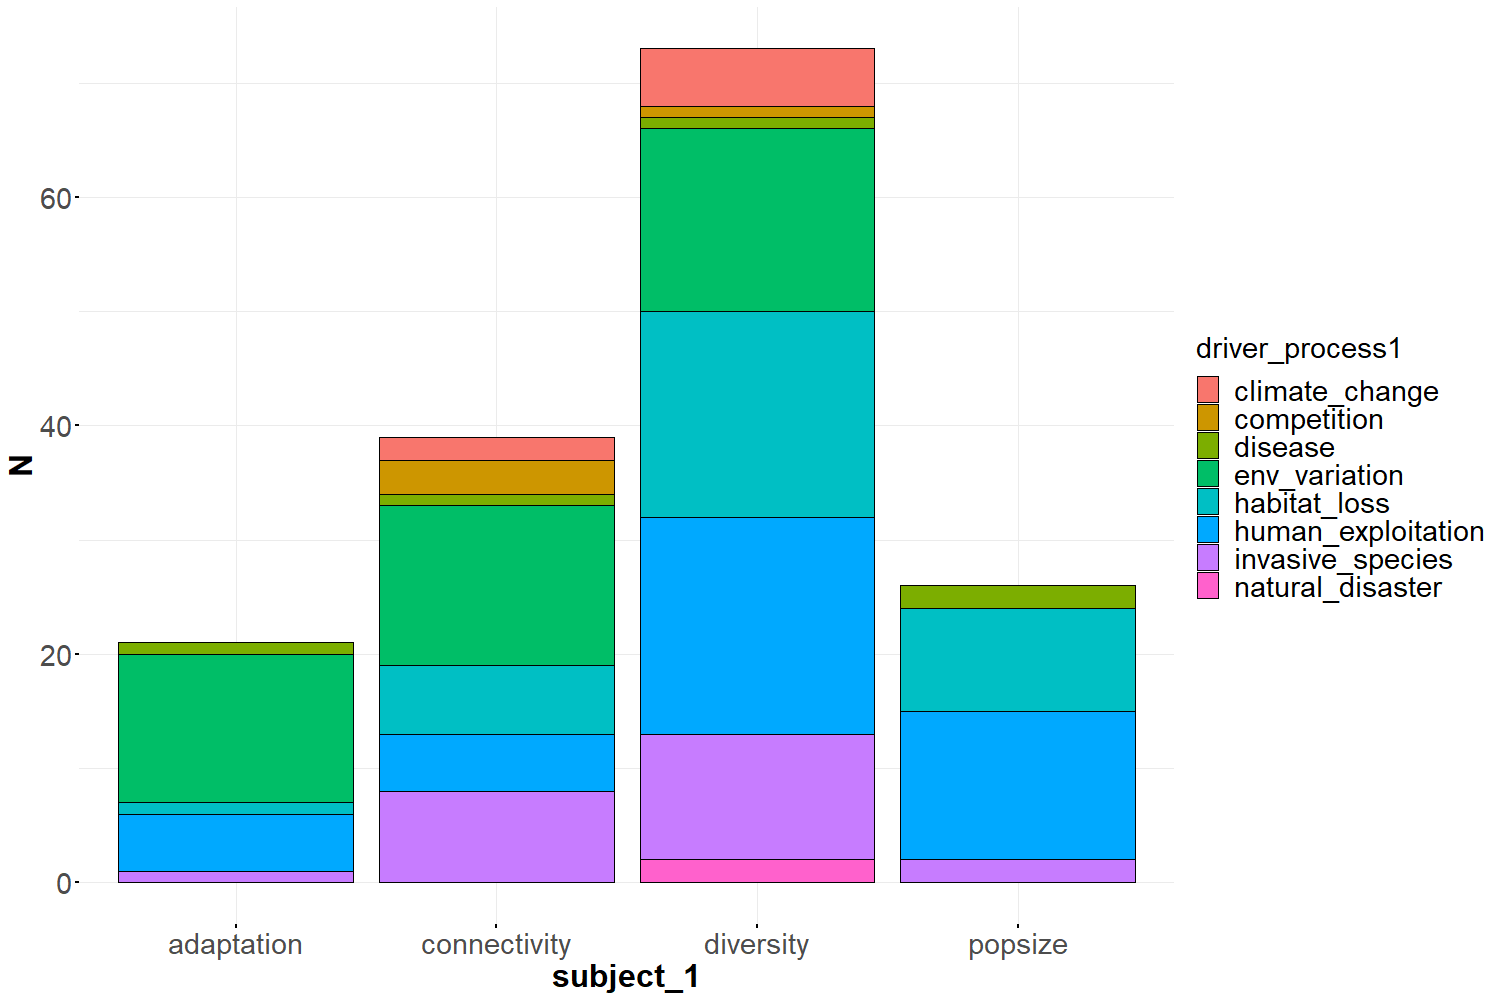 60
40
20
0
N
adaptation
connectivity
diversity
popsize
subject_1
driver_process1
climate_change
competition
disease
env_variation
habitat_loss
human_exploitation
invasive_species
natural_disaster